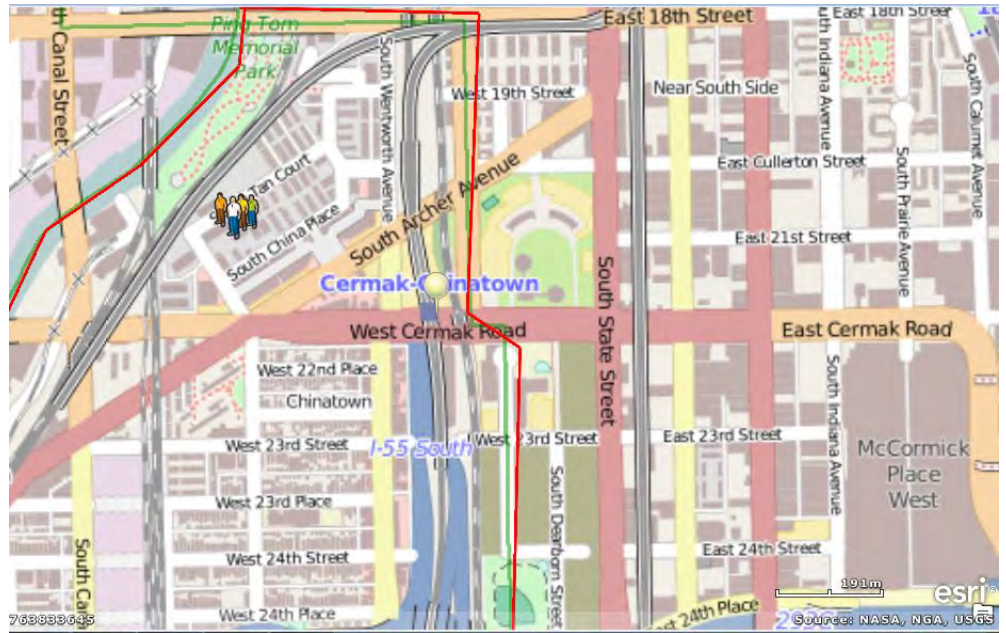 East 18th Street
East 18th Street
Ping Tom
Memorial
Park
Canal Street
South Wentworth Avenue
South Indiana Avenue
South Calumet Avenue
West 19th Street
Near South Side
Tan Court
East Cullerton Street
South Prairie Avenue
South Archer Avenue
South China Place
East 21st Street
Cermak-Chinatown
South State Street
West Cermak Road
East Cermak Road
West 22nd Place
Chinatown
South Indiana Avenue
West 23rd Street
I-55 South
West 23rd Street
East 23rd Street
McCormick
Place
West
West 23rd Place
South Dearborn Street
West 24th Street
East 24th Street
South Can
West 24th Place
24th Place
191m
esri
763833645
Source: NASA, NGA, USGS